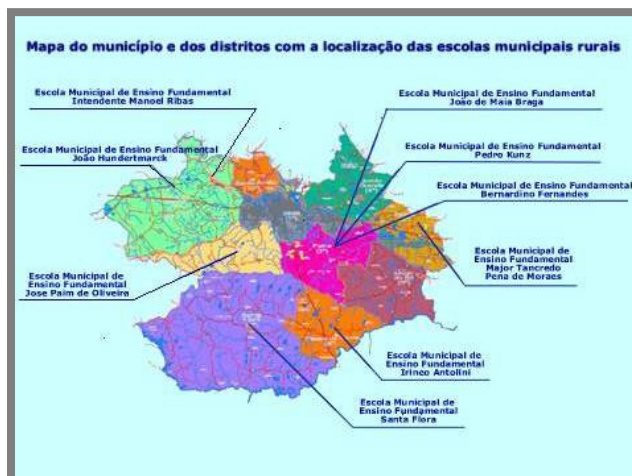 Mapa do município e dos distritos com a localização das escolas municipais rurais
Escola Municipal de Ensino Fundamental
Intendente Manoel Ribas
Escola Municipal de Ensino Fundamental
João Hundertmarck
Escola Municipal de Ensino Fundamental
João de Maia Braga
Escola Municipal de Ensino Fundamental
Pedro Kunz
Escola Municipal de Ensino Fundamental
Bernardino Fernandes
Escola Municipal de
Ensino Fundamental
Major Tancredo
Pena de Moraes
Escola Municipal de
Ensino Fundamental
Jose Paim de Oliveira
Escola Municipal de
Ensino Fundamental
Irineo Antolini
Escola Municipal de
Ensino Fundamental
Santa Flora